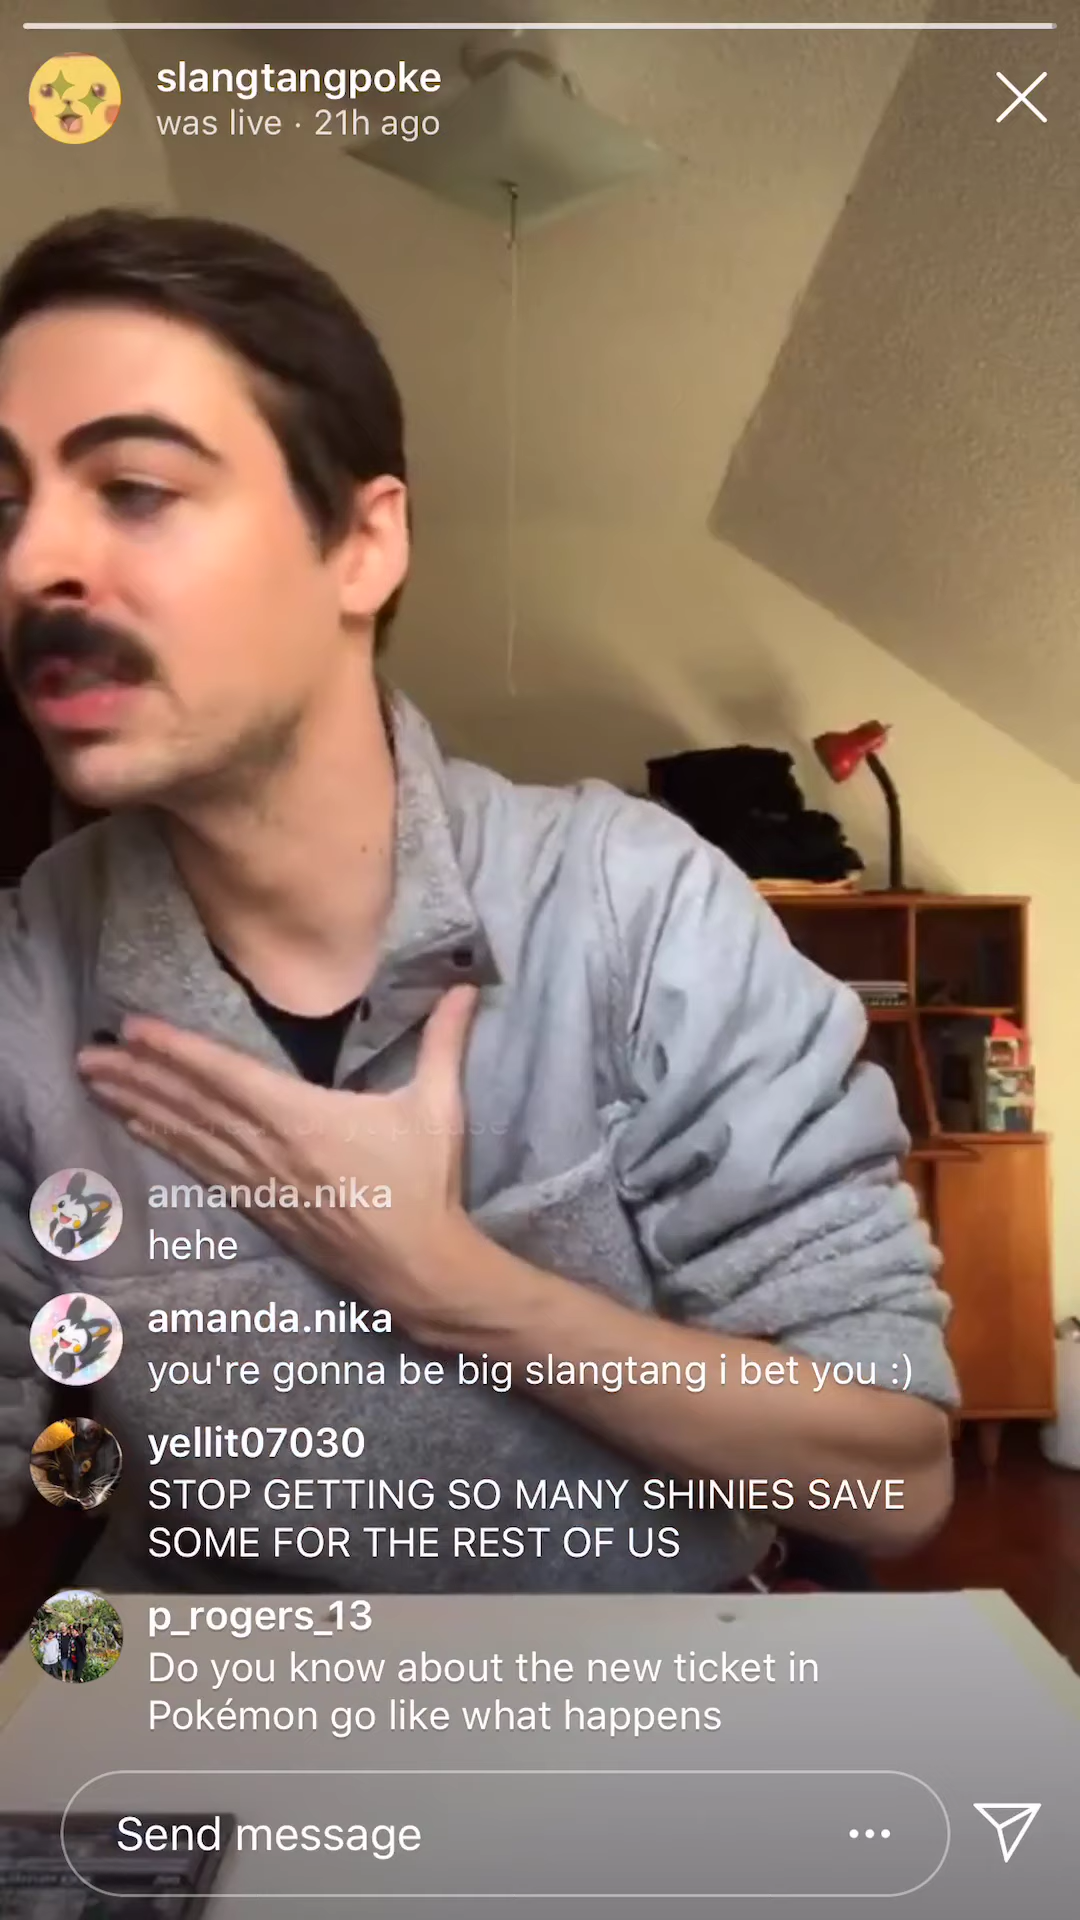 slangtangpoke
was live · 21h ago
please
amanda.nika
hehe
amanda.nika
you're gonna be big slangtang i bet you :)
yellit07030
STOP GETTING SO MANY SHINIES SAVE
SOME FOR THE REST OF US
p_rogers_13
Do you know about the new ticket in
Pokémon go like what happens
Send message